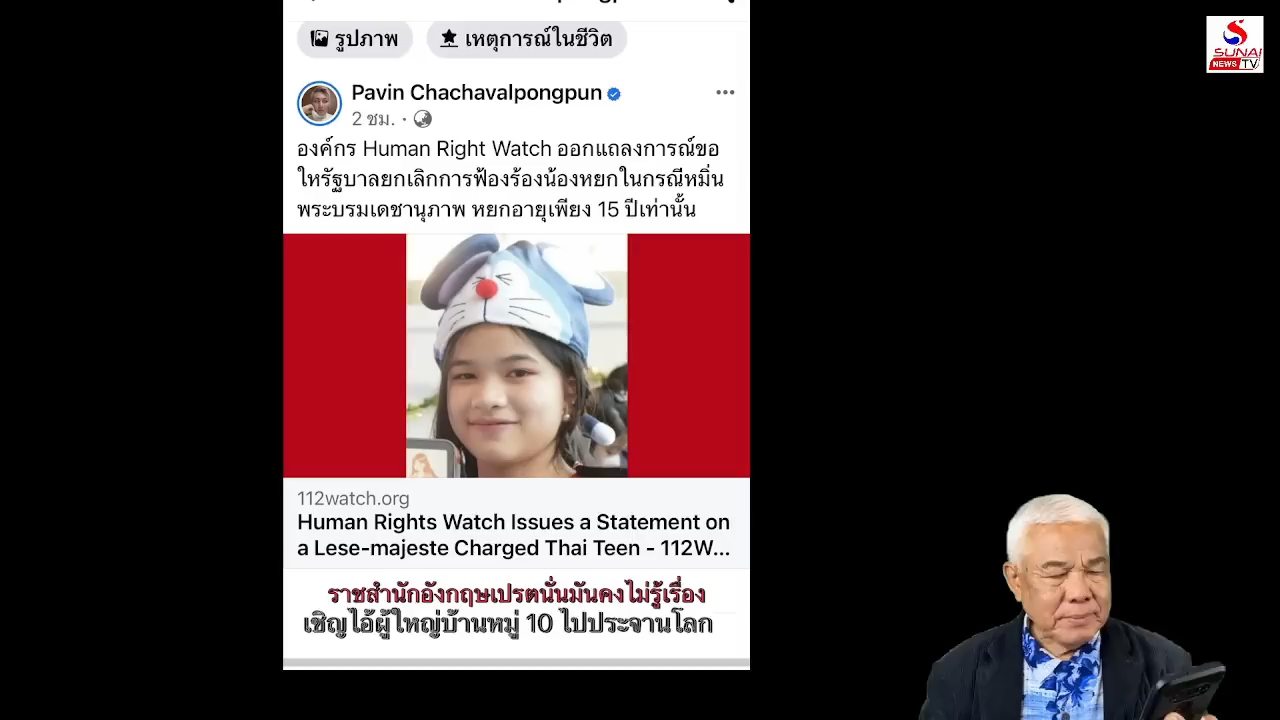 รูปภาพ
เหตุการณ์ในชีวิต
SUNAI
NEWS TV
Pavin Chachavalpongpun
2 ชม.
องค์กร Human Right Watch ออกแถลงการณ์ขอ
ให้รัฐบาลยกเลิกการฟ้องร้องน้องหยกในกรณีหมิ่น
พระบรมเดชานุภาพ หยกอายุเพียง 15 ปีเท่านั้น
112watch.org
Human Rights Watch Issues a Statement on
a Lese-majeste Charged Thai Teen - 112W...
ราชสำนักอังกฤษเปรตนั่นมันคงไม่รู้เรื่อง
เชิญไอ้ผู้ใหญ่บ้านหมู่ 10 ไปประจานโลก